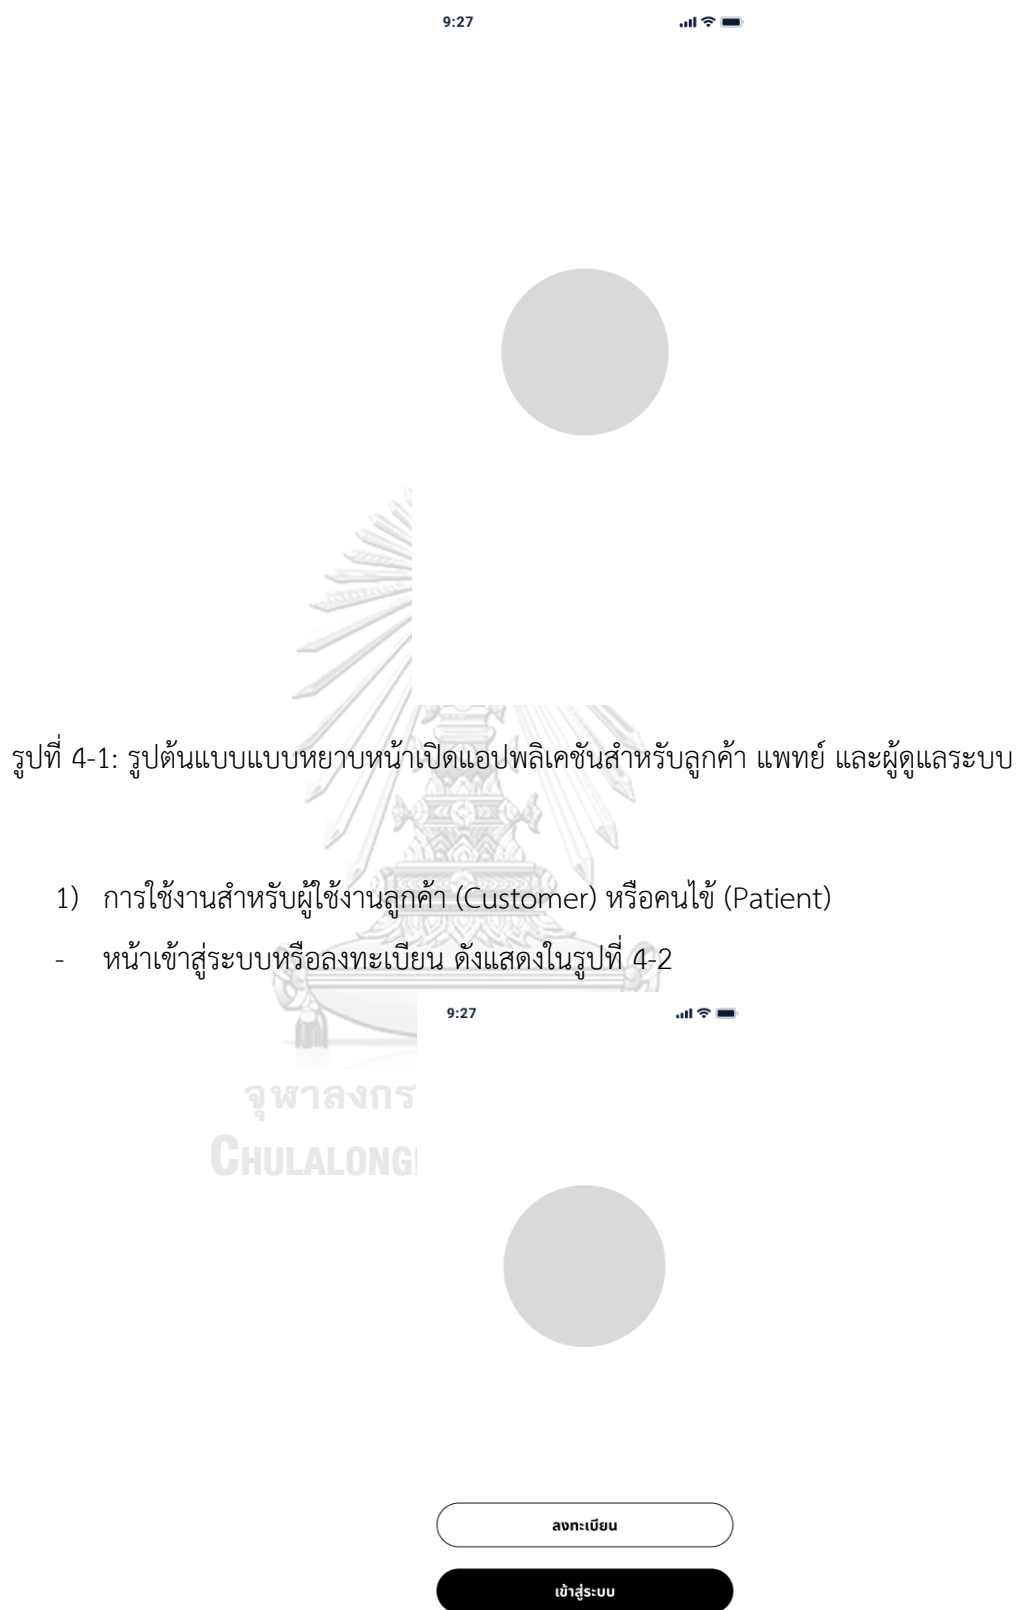 9:27
รูปที่ 4-1: รูปต้นแบบแบบหยาบหน้าเปิดแอปพลิเคชันสำหรับลูกค้า แพทย์ และผู้ดูแลระบบ
1) การใช้งานสำหรับผู้ใช้งานลูกค้า (Customer) หรือคนไข้ (Patient)
- หน้าเข้าสู่ระบบหรือลงทะเบียน ดังแสดงในรูปที่ 4-2
9:27
จุฬาลงกร
CHULALONG
ลงทะเบียน
เข้าสู่ระบบ